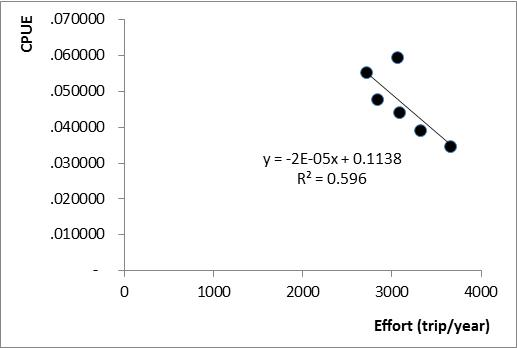 CPUE
.070000
.060000
.050000
.040000
.030000
.020000
.010000
-
y = -2E-05x + 0.1138
R² = 0.596
0 1000 2000 3000 4000
Effort (trip/year)